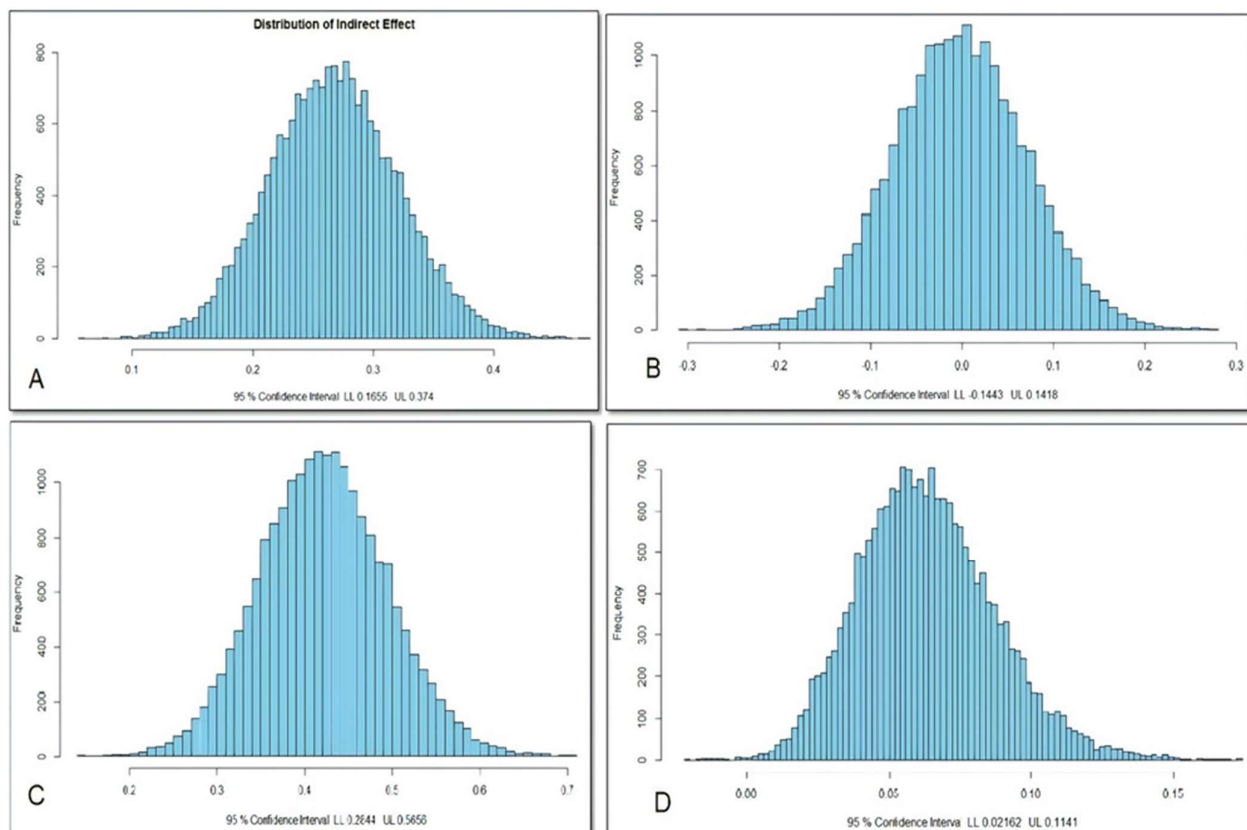 Distribution of Indirect Effect
Frequency
0 200 400 600 800
0.1 0.2 0.3 0.4
A
95 % Confidence Interval LL 0.1655 UL 0.374
Frequency
0 200 400 600 800 1000
-0.3 -0.2 -0.1 0.0 0.1 0.2 0.3
B
95 % Confidence Interval LL -0.1443 UL 0.1418
Frequency
0 200 400 600 800 1000
0.2 0.3 0.4 0.5 0.6 0.7
C
95 % Confidence Interval LL 0.2844 UL 0.5656
Frequency
0 100 200 300 400 500 600 700
0.00 0.05 0.10 0.15
D
95 % Confidence Interval LL 0.02162 UL 0.1141